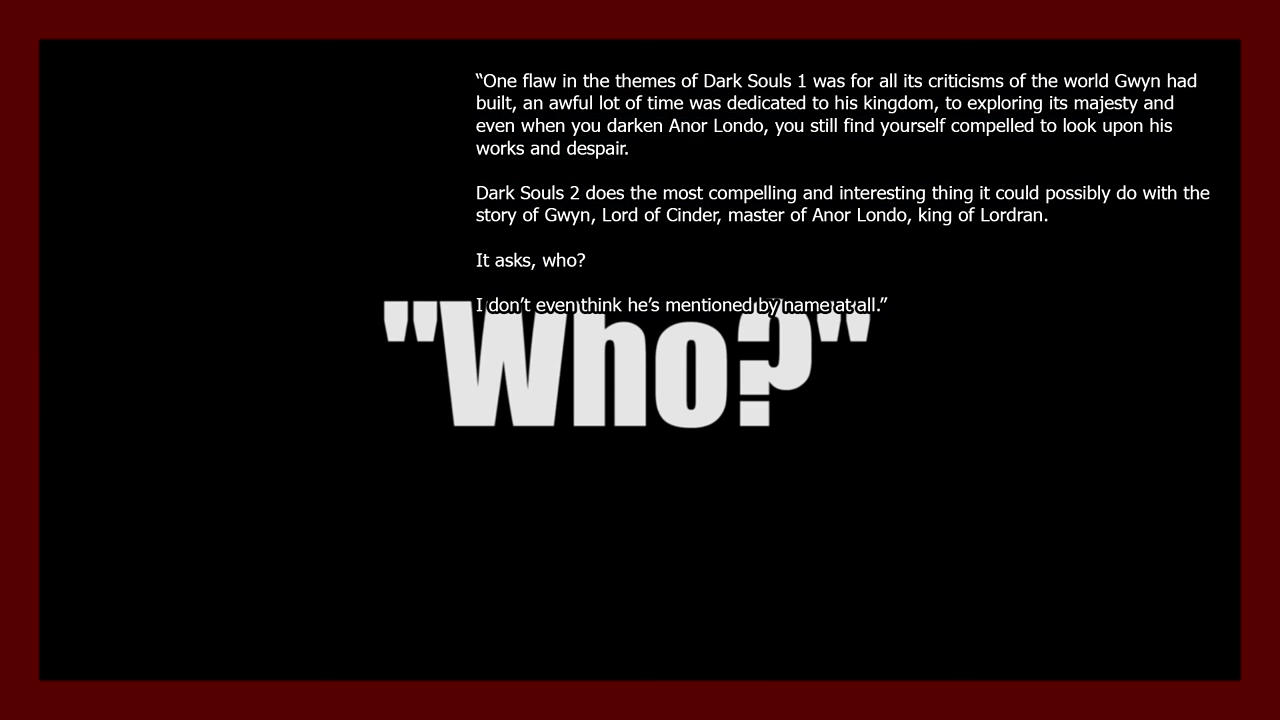 “One flaw in the themes of Dark Souls 1 was for all its criticisms of the world Gwyn had
built, an awful lot of time was dedicated to his kingdom, to exploring its majesty and
even when you darken Anor Londo, you still find yourself compelled to look upon his
works and despair.
Dark Souls 2 does the most compelling and interesting thing it could possibly do with the
story of Gwyn, Lord of Cinder, master of Anor Londo, king of Lordran.
It asks, who?
I don’t even think he’s mentioned by name at all.”
"Who?"